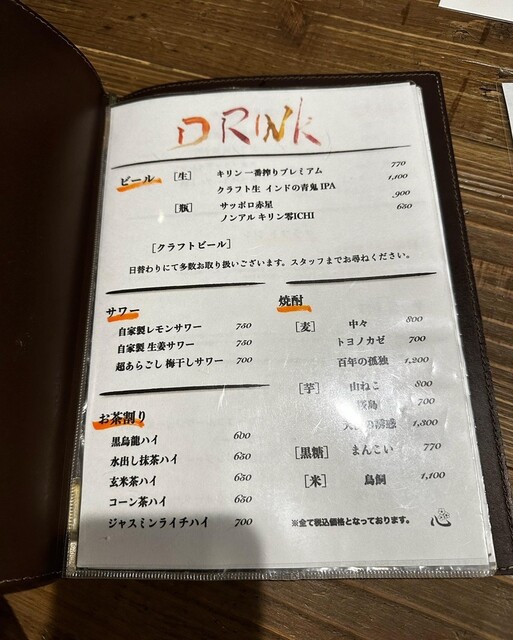 DRINK
ビール [生] キリン一番搾りプレミアム 770
クラフト生 インドの青鬼 IPA 1,100
[瓶] サッポロ赤星 900
ノンアル キリン零ICHI 650
[クラフトビール]
日替わりにて多数お取り扱いございます。スタッフまでお尋ねください。
サワー
自家製レモンサワー 750
自家製 生姜サワー 750
超あらごし 梅干しサワー 700
お茶割り
黒烏龍ハイ 600
水出し抹茶ハイ 650
玄米茶ハイ 650
コーン茶ハイ 650
ジャスミンライチハイ 700
焼酎
[麦] 中々 800
トヨノカゼ 700
百年の孤独 1,200
[芋] 山ねこ 800
島 700
の誘惑 1,300
[黒糖] まんこい 770
[米] 鳥飼 1,100
※全て税込価格となっております。 心